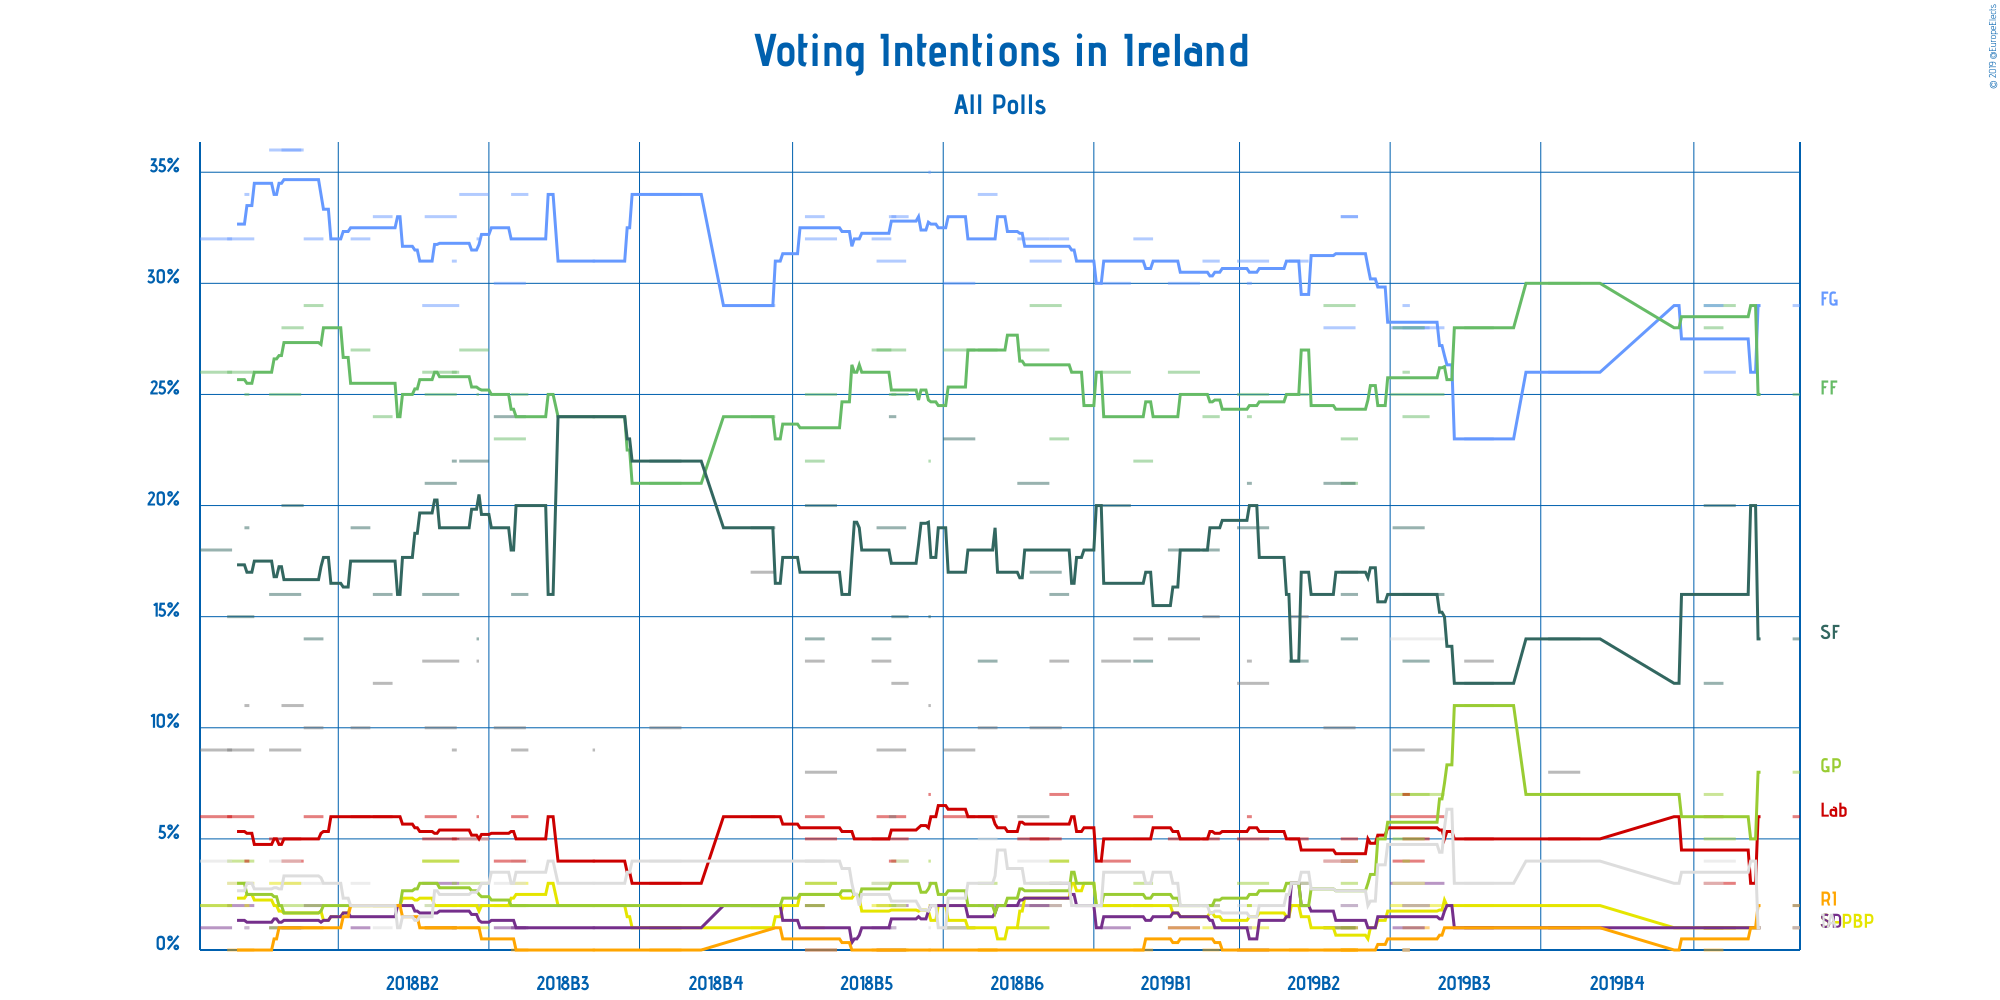 Voting Intentions in Ireland
All Polls
© 2019 @EuropeElects
35%
30%
25%
20%
15%
10%
5%
0%
FG
FF
SF
GP
Lab
RI
SD
PBP
2018B2 2018B3 2018B4 2018B5 2018B6 2019B1 2019B2 2019B3 2019B4